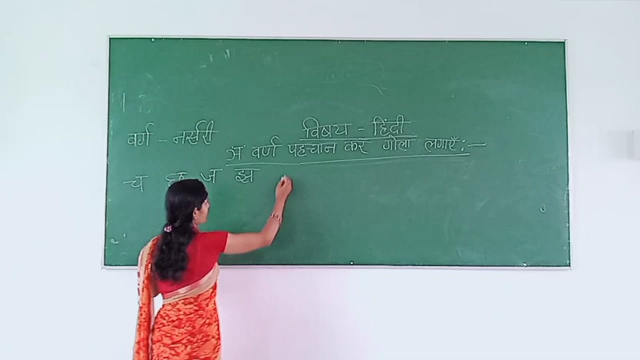 वर्ग - नर्सरी विषय - हिंदी
ञ वर्ण पहचान कर गोला लगाएँ :-
च छ ज झ